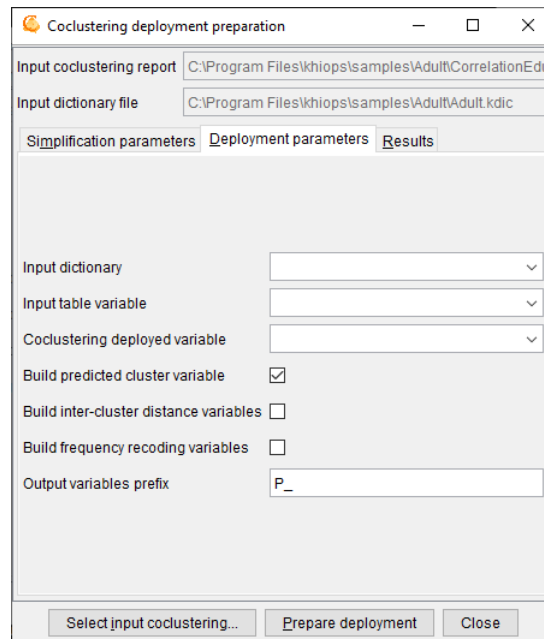 Coclustering deployment preparation
Input coclustering report C:\Program Files\khiops\samples\Adult\CorrelationEdu
Input dictionary file C:\Program Files\khiops\samples\Adult\Adult.kdic
Simplification parameters Deployment parameters Results
Input dictionary
Input table variable
Coclustering deployed variable
Build predicted cluster variable
Build inter-cluster distance variables
Build frequency recoding variables
Output variables prefix P_
Select input coclustering... Prepare deployment Close